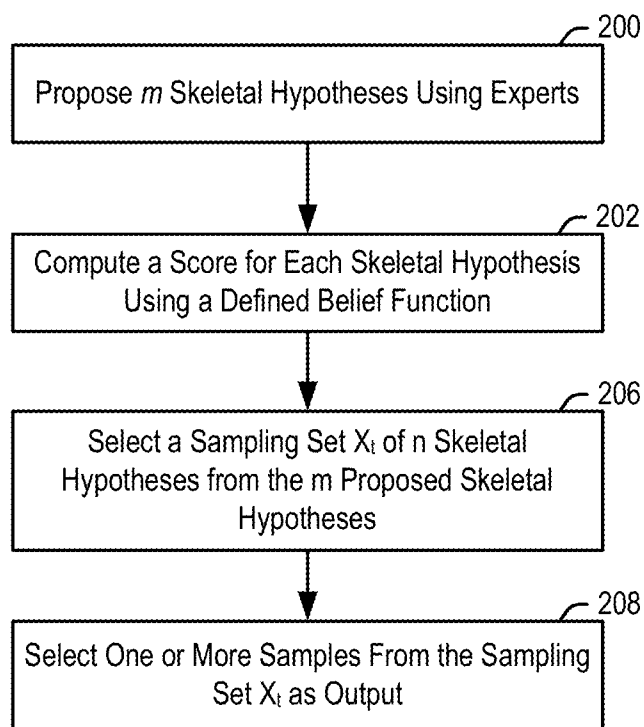 200
Propose m Skeletal Hypotheses Using Experts
202
Compute a Score for Each Skeletal Hypothesis
Using a Defined Belief Function
206
Select a Sampling Set Xₜ of n Skeletal
Hypotheses from the m Proposed Skeletal
Hypotheses
208
Select One or More Samples From the Sampling
Set Xₜ as Output